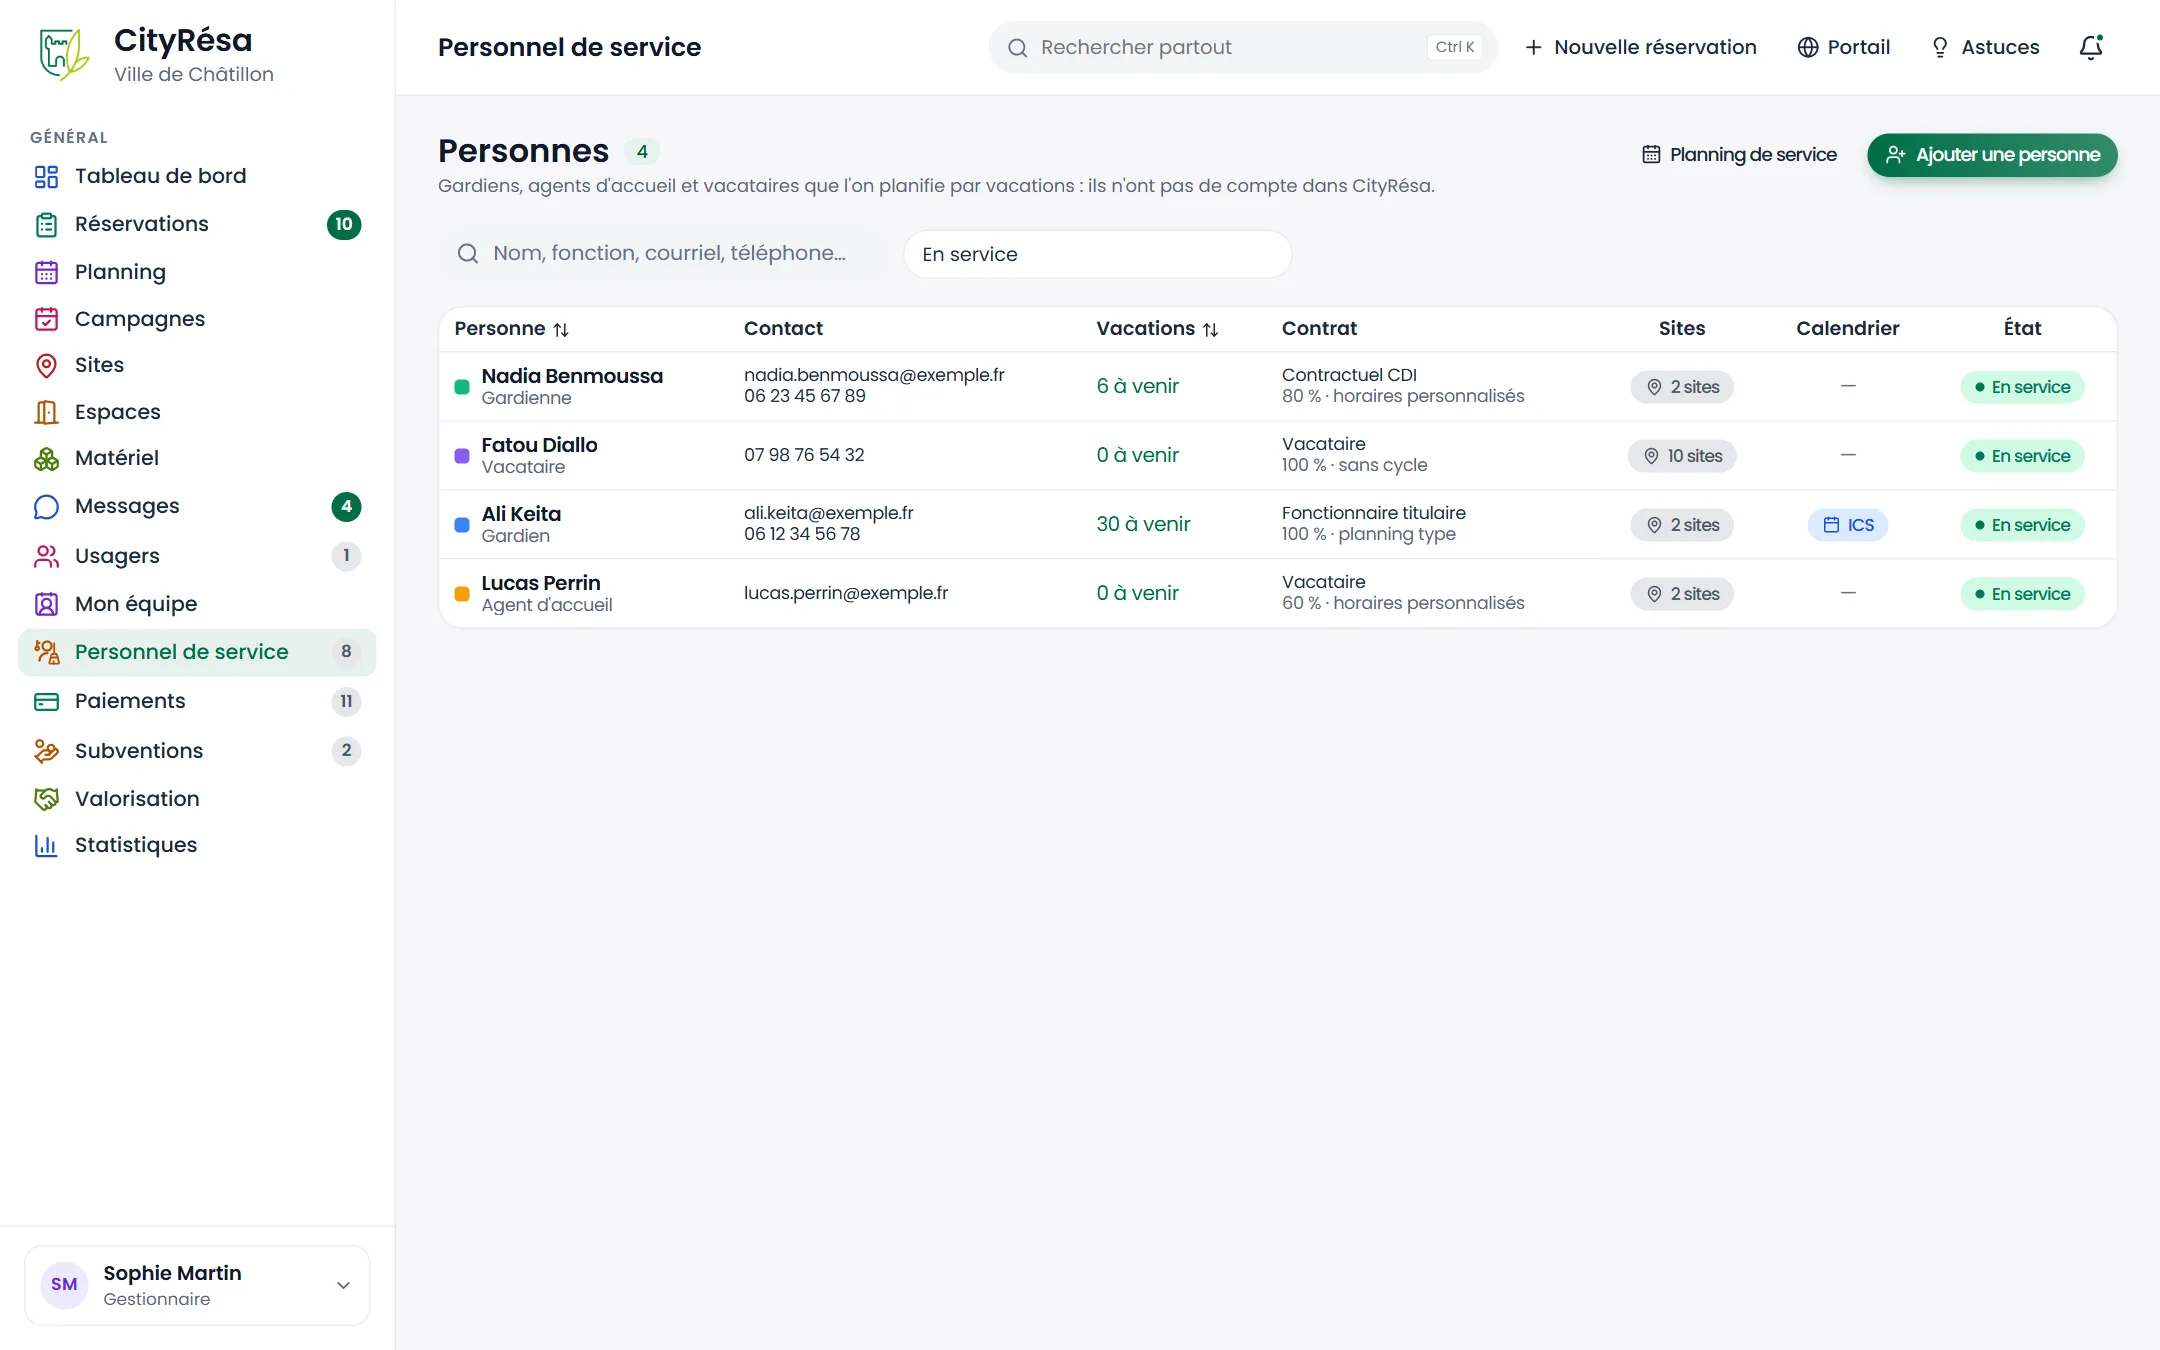 CityRésa
Ville de Châtillon
GÉNÉRAL
Tableau de bord
Réservations 10
Planning
Campagnes
Sites
Espaces
Matériel
Messages 4
Usagers 1
Mon équipe
Personnel de service 8
Paiements 11
Subventions 2
Valorisation
Statistiques
SM
Sophie Martin
Gestionnaire
Personnel de service
Rechercher partout Ctrl K
Nouvelle réservation
Portail
Astuces
Personnes 4
Gardiens, agents d'accueil et vacataires que l'on planifie par vacations : ils n'ont pas de compte dans CityRésa.
Planning de service
Ajouter une personne
Nom, fonction, courriel, téléphone...
En service
Personne Contact Vacations Contrat Sites Calendrier État
Nadia Benmoussa
Gardienne
nadia.benmoussa@exemple.fr
06 23 45 67 89
6 à venir
Contractuel CDI
80 % · horaires personnalisés
2 sites
—
En service
Fatou Diallo
Vacataire
07 98 76 54 32
0 à venir
Vacataire
100 % · sans cycle
10 sites
—
En service
Ali Keita
Gardien
ali.keita@exemple.fr
06 12 34 56 78
30 à venir
Fonctionnaire titulaire
100 % · planning type
2 sites
ICS
En service
Lucas Perrin
Agent d'accueil
lucas.perrin@exemple.fr
0 à venir
Vacataire
60 % · horaires personnalisés
2 sites
—
En service